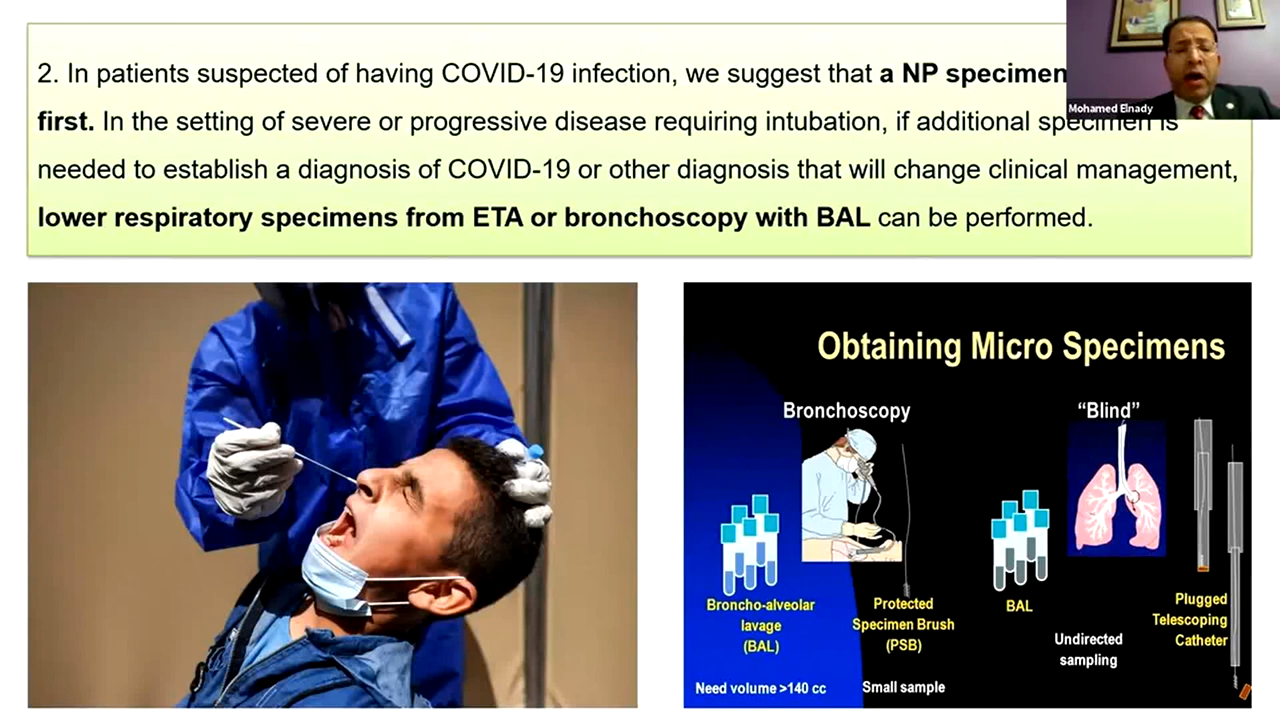 2. In patients suspected of having COVID-19 infection, we suggest that a NP specimen
first. In the setting of severe or progressive disease requiring intubation, if additional specimen is
needed to establish a diagnosis of COVID-19 or other diagnosis that will change clinical management,
lower respiratory specimens from ETA or bronchoscopy with BAL can be performed.
Mohamed Elnady
Obtaining Micro Specimens
Bronchoscopy
Broncho-alveolar
lavage
(BAL)
Need volume >140 cc
Protected
Specimen Brush
(PSB)
Small sample
“Blind”
BAL
Undirected
sampling
Plugged
Telescoping
Catheter